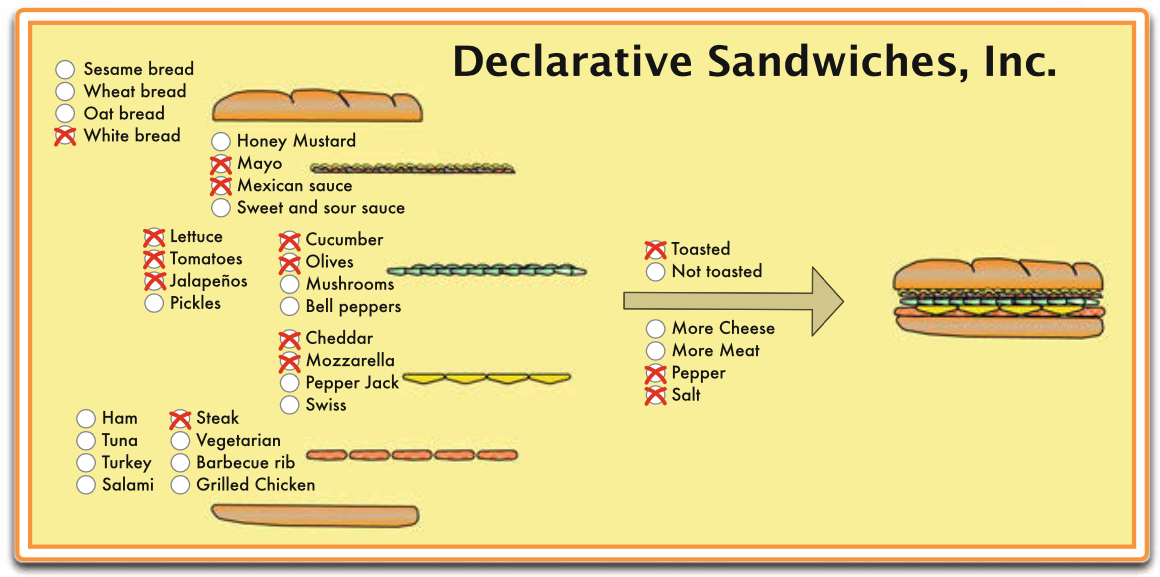 Declarative Sandwiches, Inc.
Sesame bread
Wheat bread
Oat bread
White bread
Honey Mustard
Mayo
Mexican sauce
Sweet and sour sauce
Lettuce
Tomatoes
Jalapeños
Pickles
Cucumber
Olives
Mushrooms
Bell peppers
Cheddar
Mozzarella
Pepper Jack
Swiss
Ham
Tuna
Turkey
Salami
Steak
Vegetarian
Barbecue rib
Grilled Chicken
Toasted
Not toasted
More Cheese
More Meat
Pepper
Salt